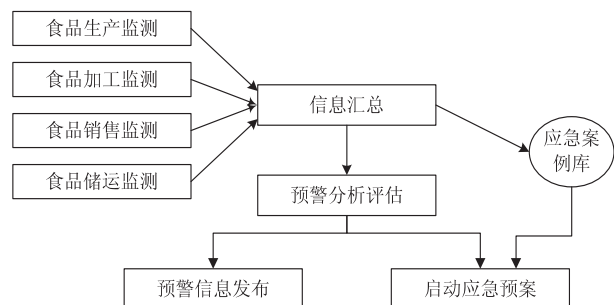 食品生产监测
食品加工监测
食品销售监测
食品储运监测
信息汇总
应急案
例库
预警分析评估
预警信息发布
启动应急预案